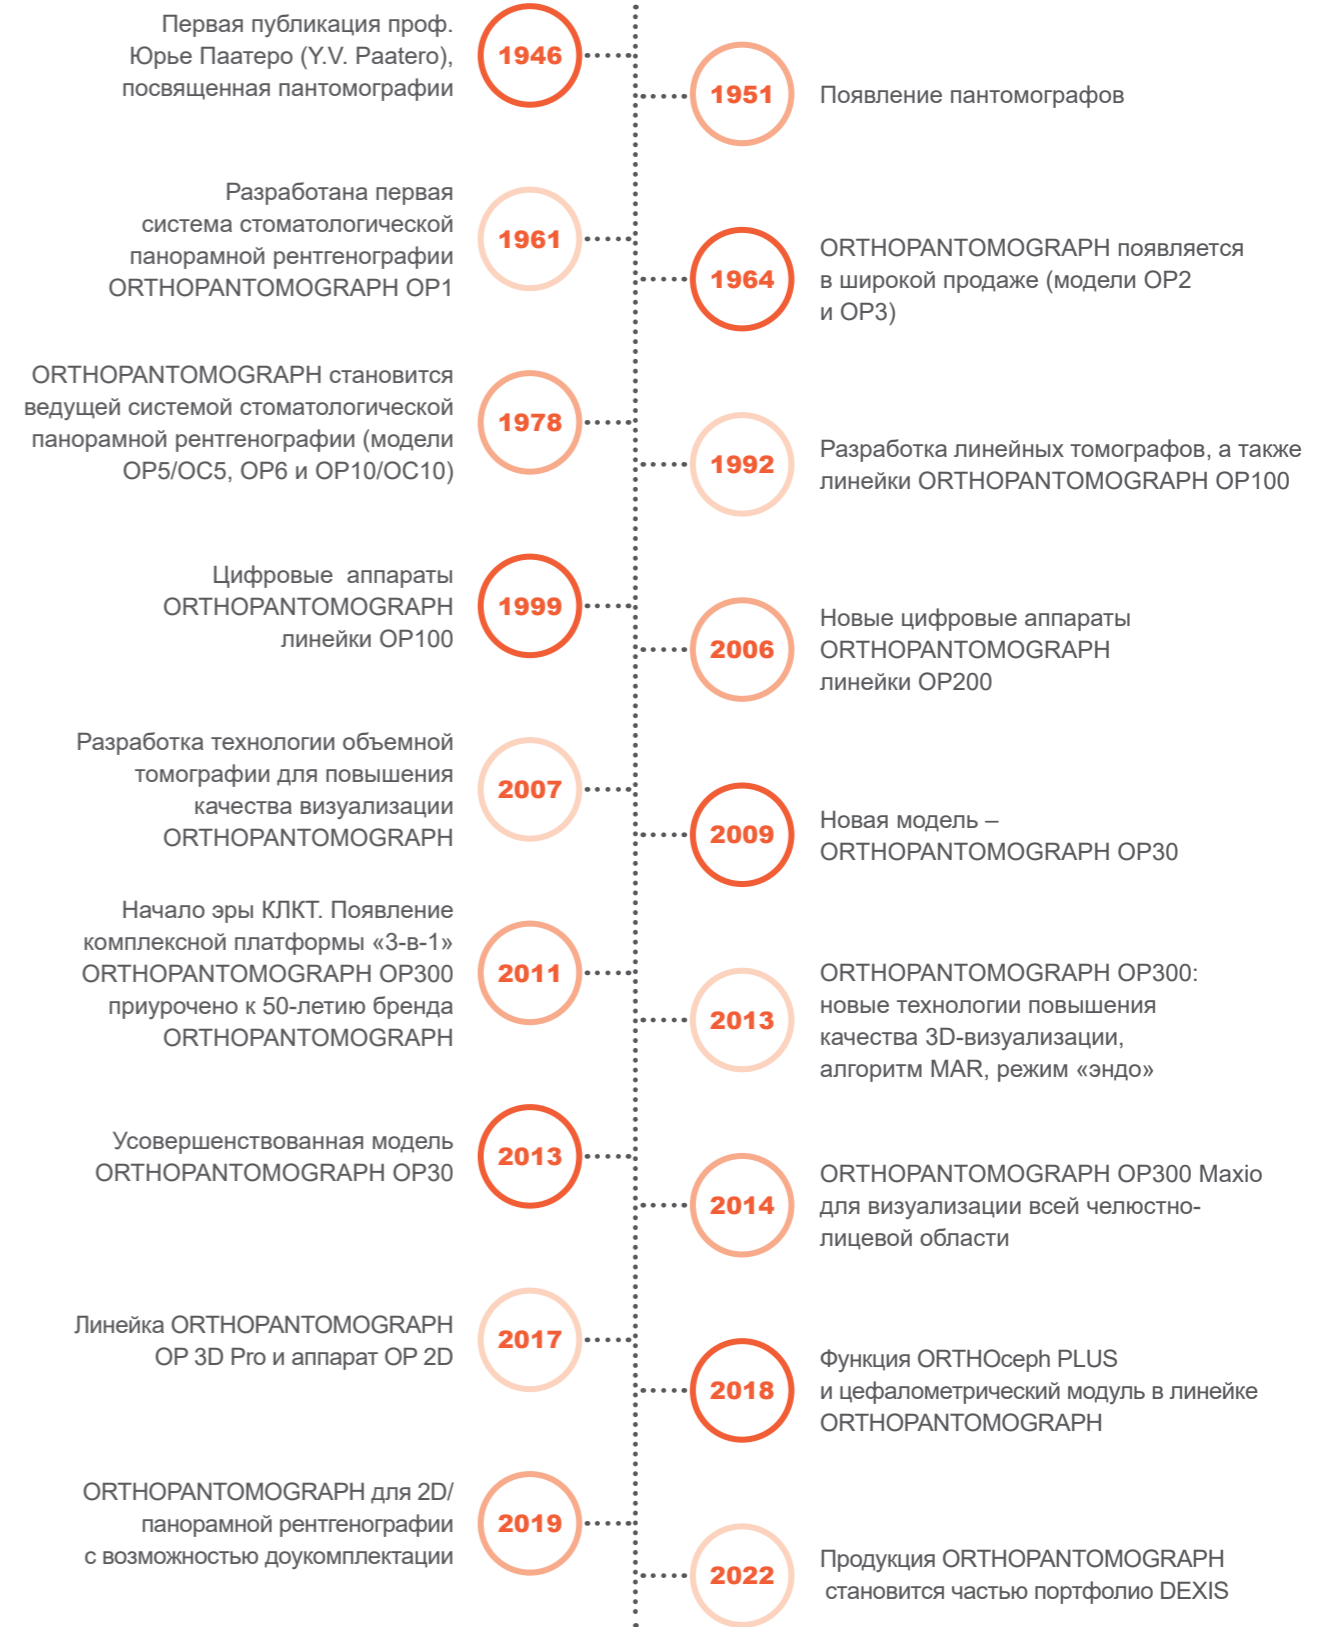 Первая публикация проф.
Юрье Паатеро (Y.V. Paatero),
посвященная пантомографии
1946
1951
Появление пантомографов
Разработана первая
система стоматологической
панорамной рентгенографии
ORTHOPANTOMOGRAPH OP1
1961
1964
ORTHOPANTOMOGRAPH появляется
в широкой продаже (модели OP2
и OP3)
ORTHOPANTOMOGRAPH становится
ведущей системой стоматологической
панорамной рентгенографии (модели
OP5/OC5, OP6 и OP10/OC10)
1978
1992
Разработка линейных томографов, а также
линейки ORTHOPANTOMOGRAPH OP100
Цифровые аппараты
ORTHOPANTOMOGRAPH
линейки OP100
1999
2006
Новые цифровые аппараты
ORTHOPANTOMOGRAPH
линейки OP200
Разработка технологии объемной
томографии для повышения
качества визуализации
ORTHOPANTOMOGRAPH
2007
2009
Новая модель –
ORTHOPANTOMOGRAPH OP30
Начало эры КЛКТ. Появление
комплексной платформы «3-в-1»
ORTHOPANTOMOGRAPH OP300
приурочено к 50-летию бренда
ORTHOPANTOMOGRAPH
2011
2013
ORTHOPANTOMOGRAPH OP300:
новые технологии повышения
качества 3D-визуализации,
алгоритм MAR, режим «эндо»
Усовершенствованная модель
ORTHOPANTOMOGRAPH OP30
2013
2014
ORTHOPANTOMOGRAPH OP300 Maxio
для визуализации всей челюстно-
лицевой области
Линейка ORTHOPANTOMOGRAPH
OP 3D Pro и аппарат OP 2D
2017
2018
Функция ORTHOceph PLUS
и цефалометрический модуль в линейке
ORTHOPANTOMOGRAPH
ORTHOPANTOMOGRAPH для 2D/
панорамной рентгенографии
с возможностью доукомплектации
2019
2022
Продукция ORTHOPANTOMOGRAPH
становится частью портфолио DEXIS